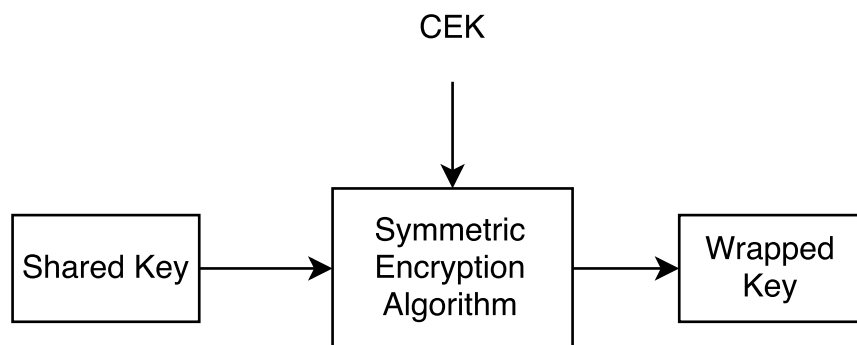 CEK
Shared Key
Symmetric
Encryption
Algorithm
Wrapped
Key